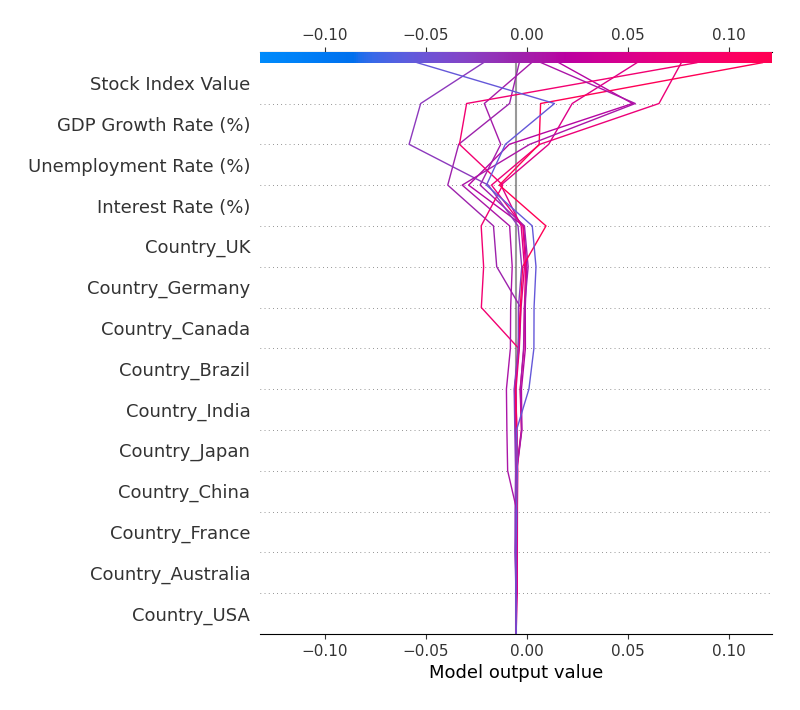 −0.10 −0.05 0.00 0.05 0.10
Stock Index Value
GDP Growth Rate (%)
Unemployment Rate (%)
Interest Rate (%)
Country_UK
Country_Germany
Country_Canada
Country_Brazil
Country_India
Country_Japan
Country_China
Country_France
Country_Australia
Country_USA
−0.10 −0.05 0.00 0.05 0.10
Model output value